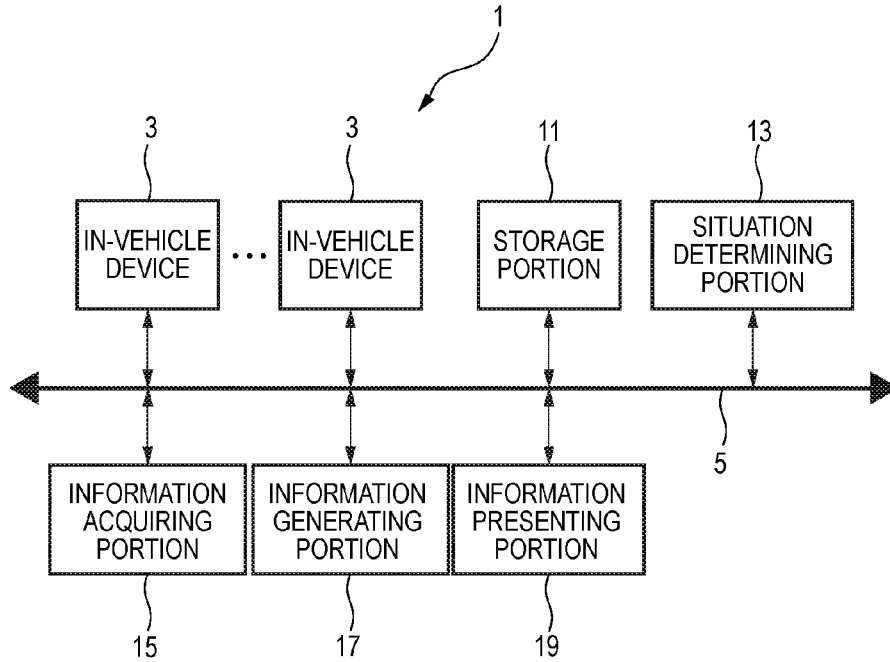 1
3
3
11
13
IN-VEHICLE
DEVICE
...
IN-VEHICLE
DEVICE
STORAGE
PORTION
SITUATION
DETERMINING
PORTION
5
INFORMATION
ACQUIRING
PORTION
INFORMATION
GENERATING
PORTION
INFORMATION
PRESENTING
PORTION
15
17
19